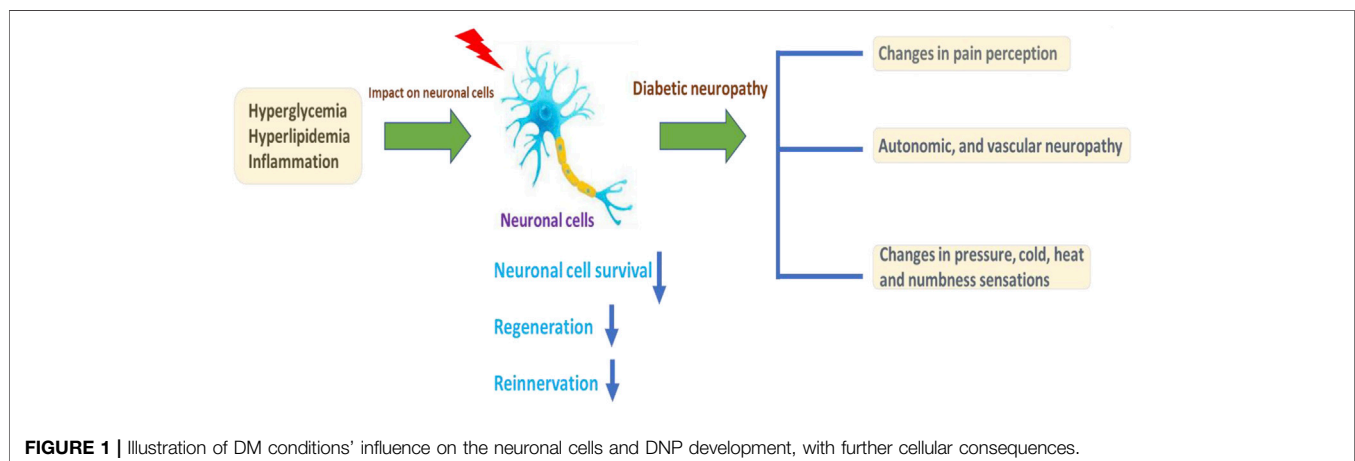 Hyperglycemia
Hyperlipidemia
Inflammation
Impact on neuronal cells
Neuronal cells
Neuronal cell survival
Regeneration
Reinnervation
Diabetic neuropathy
Changes in pain perception
Autonomic, and vascular neuropathy
Changes in pressure, cold, heat
and numbness sensations
FIGURE 1 | Illustration of DM conditions' influence on the neuronal cells and DNP development, with further cellular consequences.